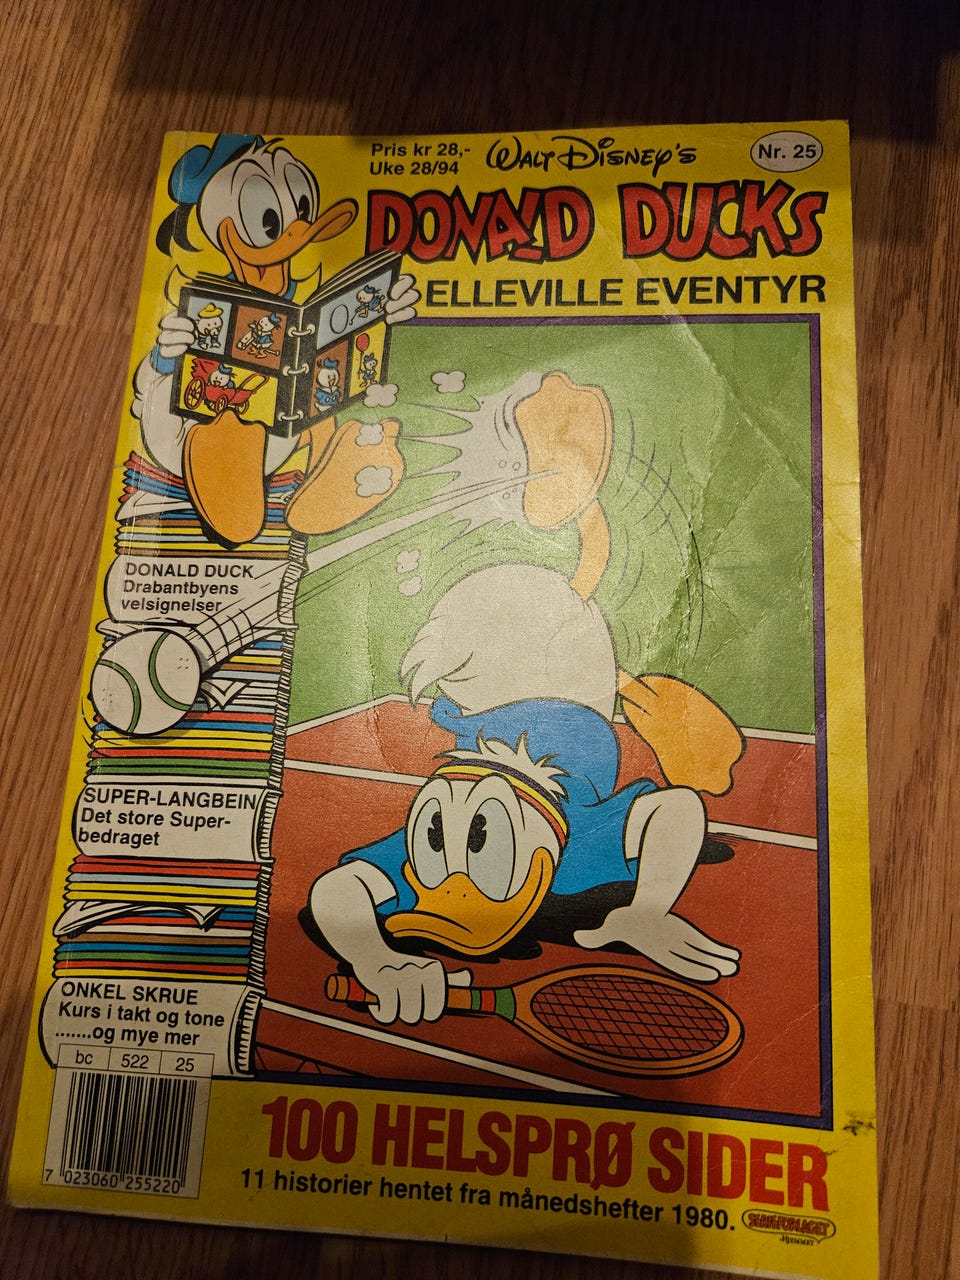 Pris kr 28,-
Uke 28/94
WALT DISNEY'S
Nr. 25
DONALD DUCKS
ELLEVILLE EVENTYR
DONALD DUCK
Drabantbyens
velsignelser
SUPER-LANGBEIN
Det store Super-
bedraget
ONKEL SKRUE
Kurs i takt og tone
.......og mye mer
bc 522 25
7 023060 255220
100 HELSPRØ SIDER
11 historier hentet fra månedshefter 1980.
SERIEFORLAGET
HJEMMET